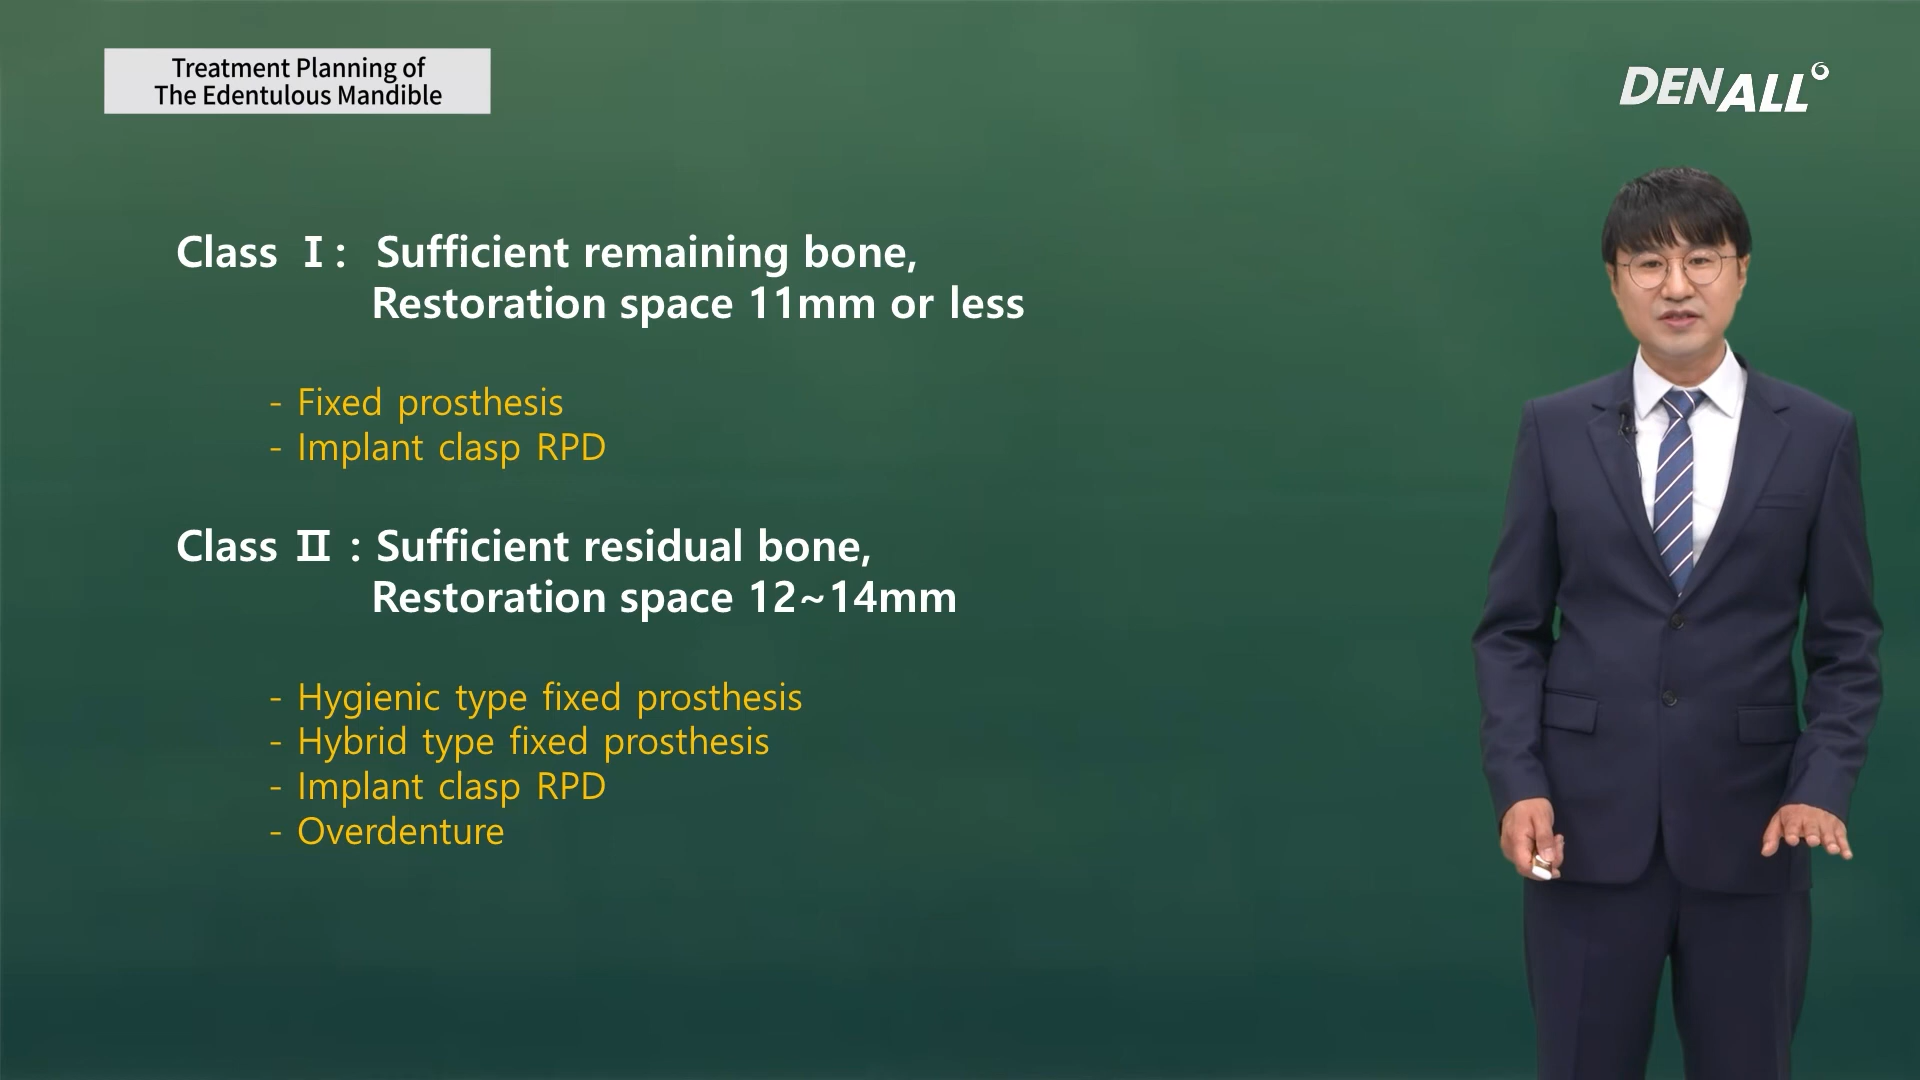 Treatment Planning of
The Edentulous Mandible
DENALL
Class Ⅰ : Sufficient remaining bone,
Restoration space 11mm or less
- Fixed prosthesis
- Implant clasp RPD
Class Ⅱ : Sufficient residual bone,
Restoration space 12~14mm
- Hygienic type fixed prosthesis
- Hybrid type fixed prosthesis
- Implant clasp RPD
- Overdenture